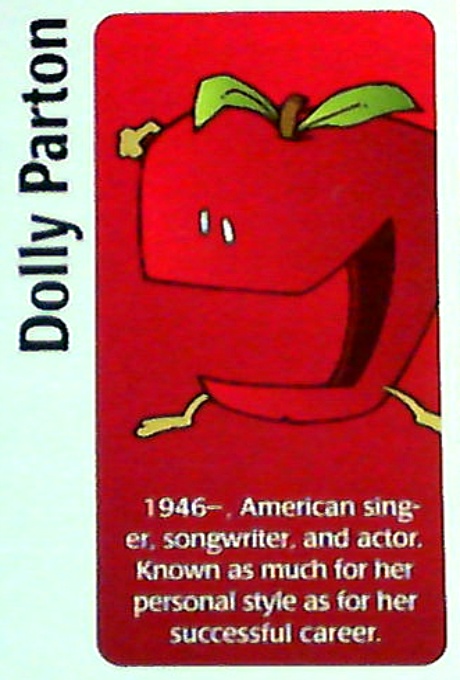 Dolly Parton
1946–, American sing-
er, songwriter, and actor.
Known as much for her
personal style as for her
successful career.